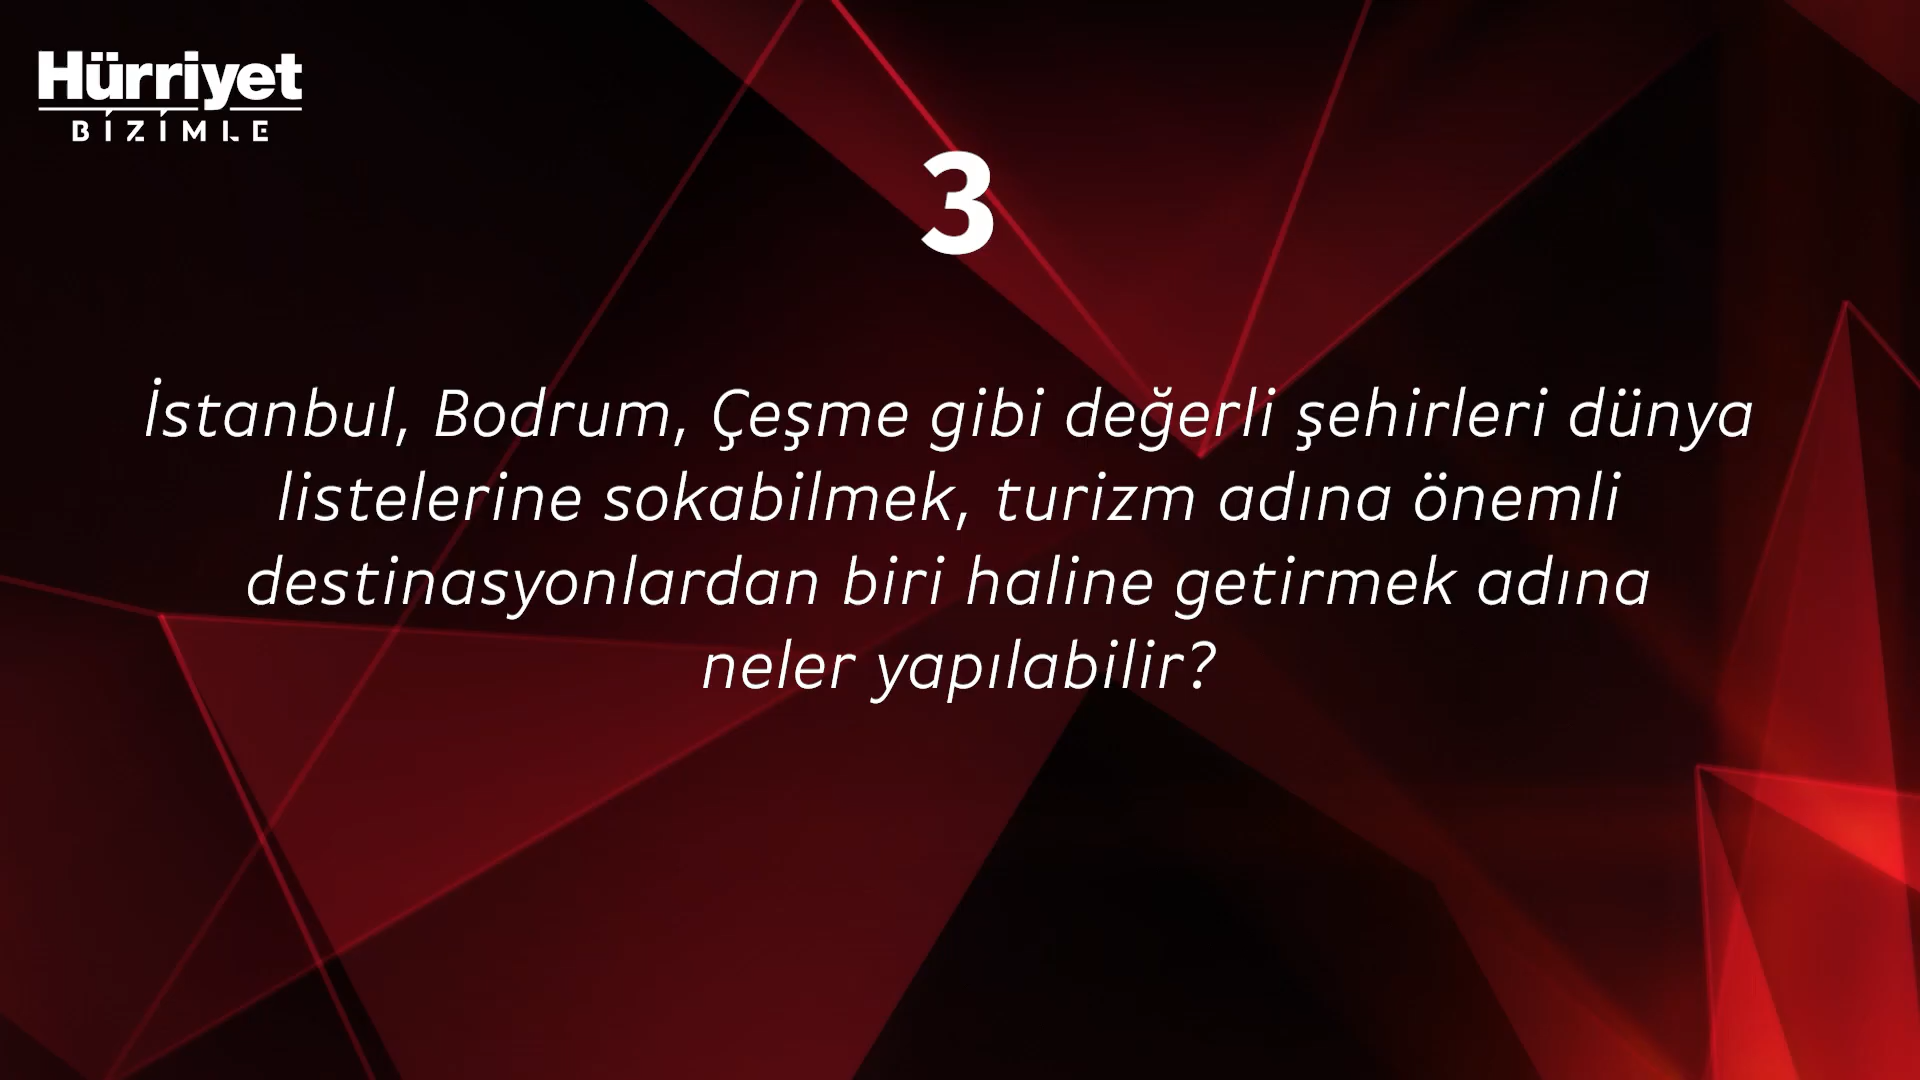 Hürriyet
BİZİMLE
3
İstanbul, Bodrum, Çeşme gibi değerli şehirleri dünya
listelerine sokabilmek, turizm adına önemli
destinasyonlardan biri haline getirmek adına
neler yapılabilir?